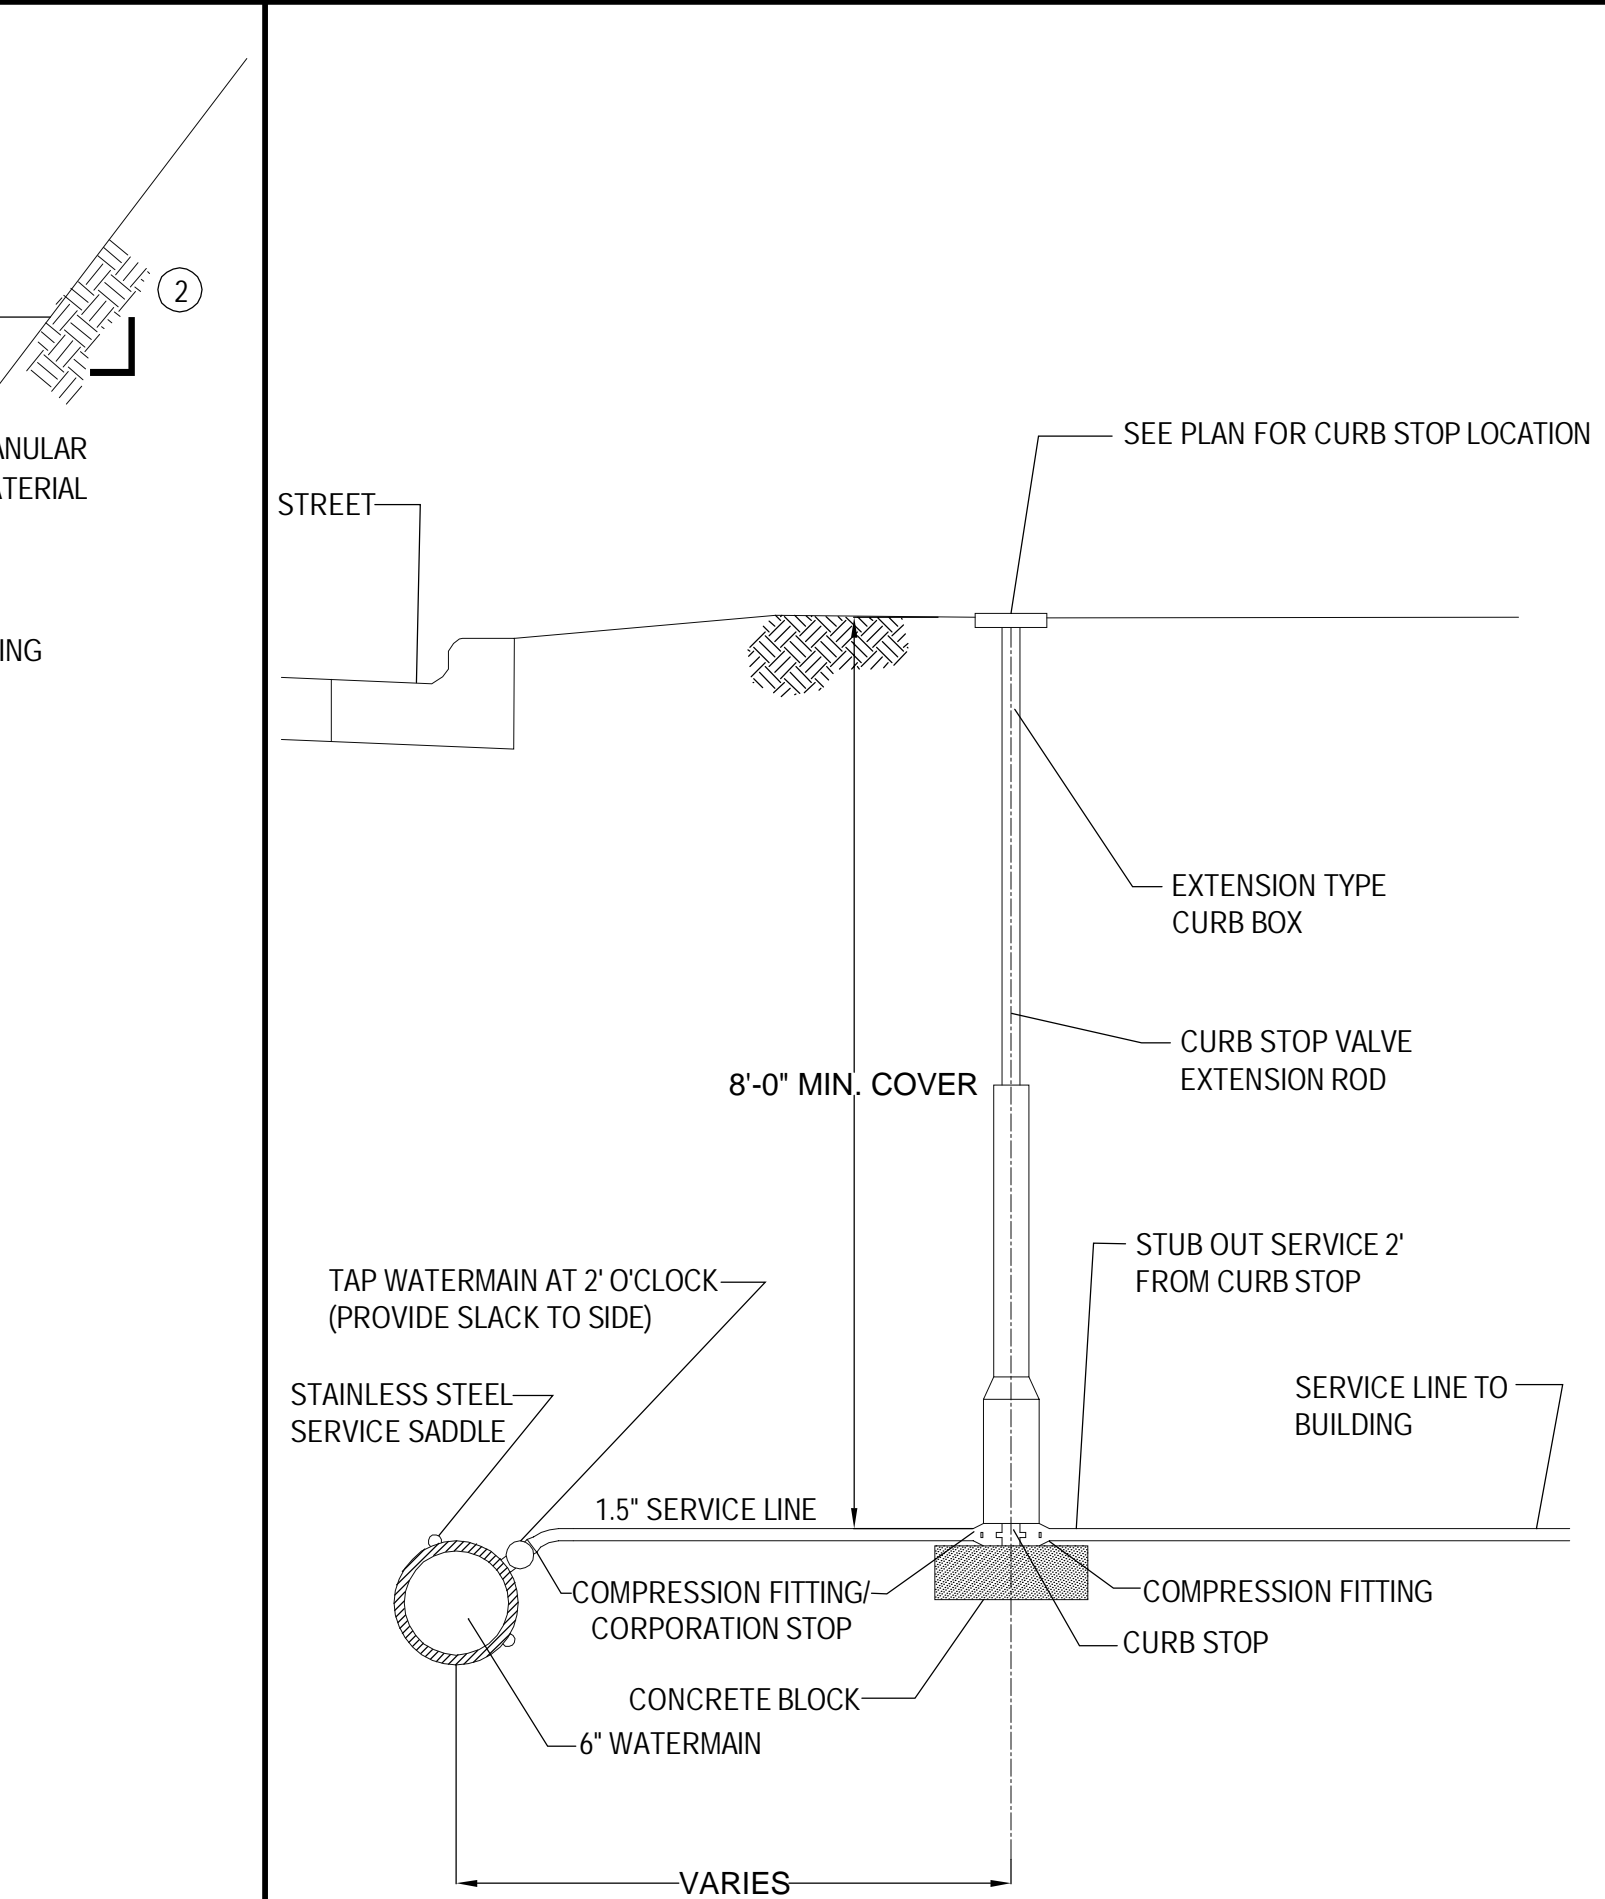 2
ANULAR
ATERIAL
ING
SEE PLAN FOR CURB STOP LOCATION
STREET
EXTENSION TYPE
CURB BOX
CURB STOP VALVE
EXTENSION ROD
8'-0" MIN. COVER
STUB OUT SERVICE 2'
FROM CURB STOP
TAP WATERMAIN AT 2' O'CLOCK
(PROVIDE SLACK TO SIDE)
STAINLESS STEEL
SERVICE SADDLE
SERVICE LINE TO
BUILDING
1.5" SERVICE LINE
COMPRESSION FITTING/
CORPORATION STOP
COMPRESSION FITTING
CURB STOP
CONCRETE BLOCK
6" WATERMAIN
VARIES